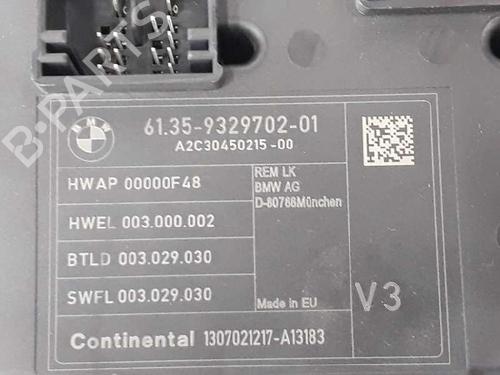 B-PARTS
BMW
61.35-9329702-01
A2C30450215-00
HWAP 00000F48
REM LK
BMW AG
D-80788München
HWEL 003.000.002
BTLD 003.029.030
SWFL 003.029.030
Made in EU
V3
Continental 1307021217-A13183